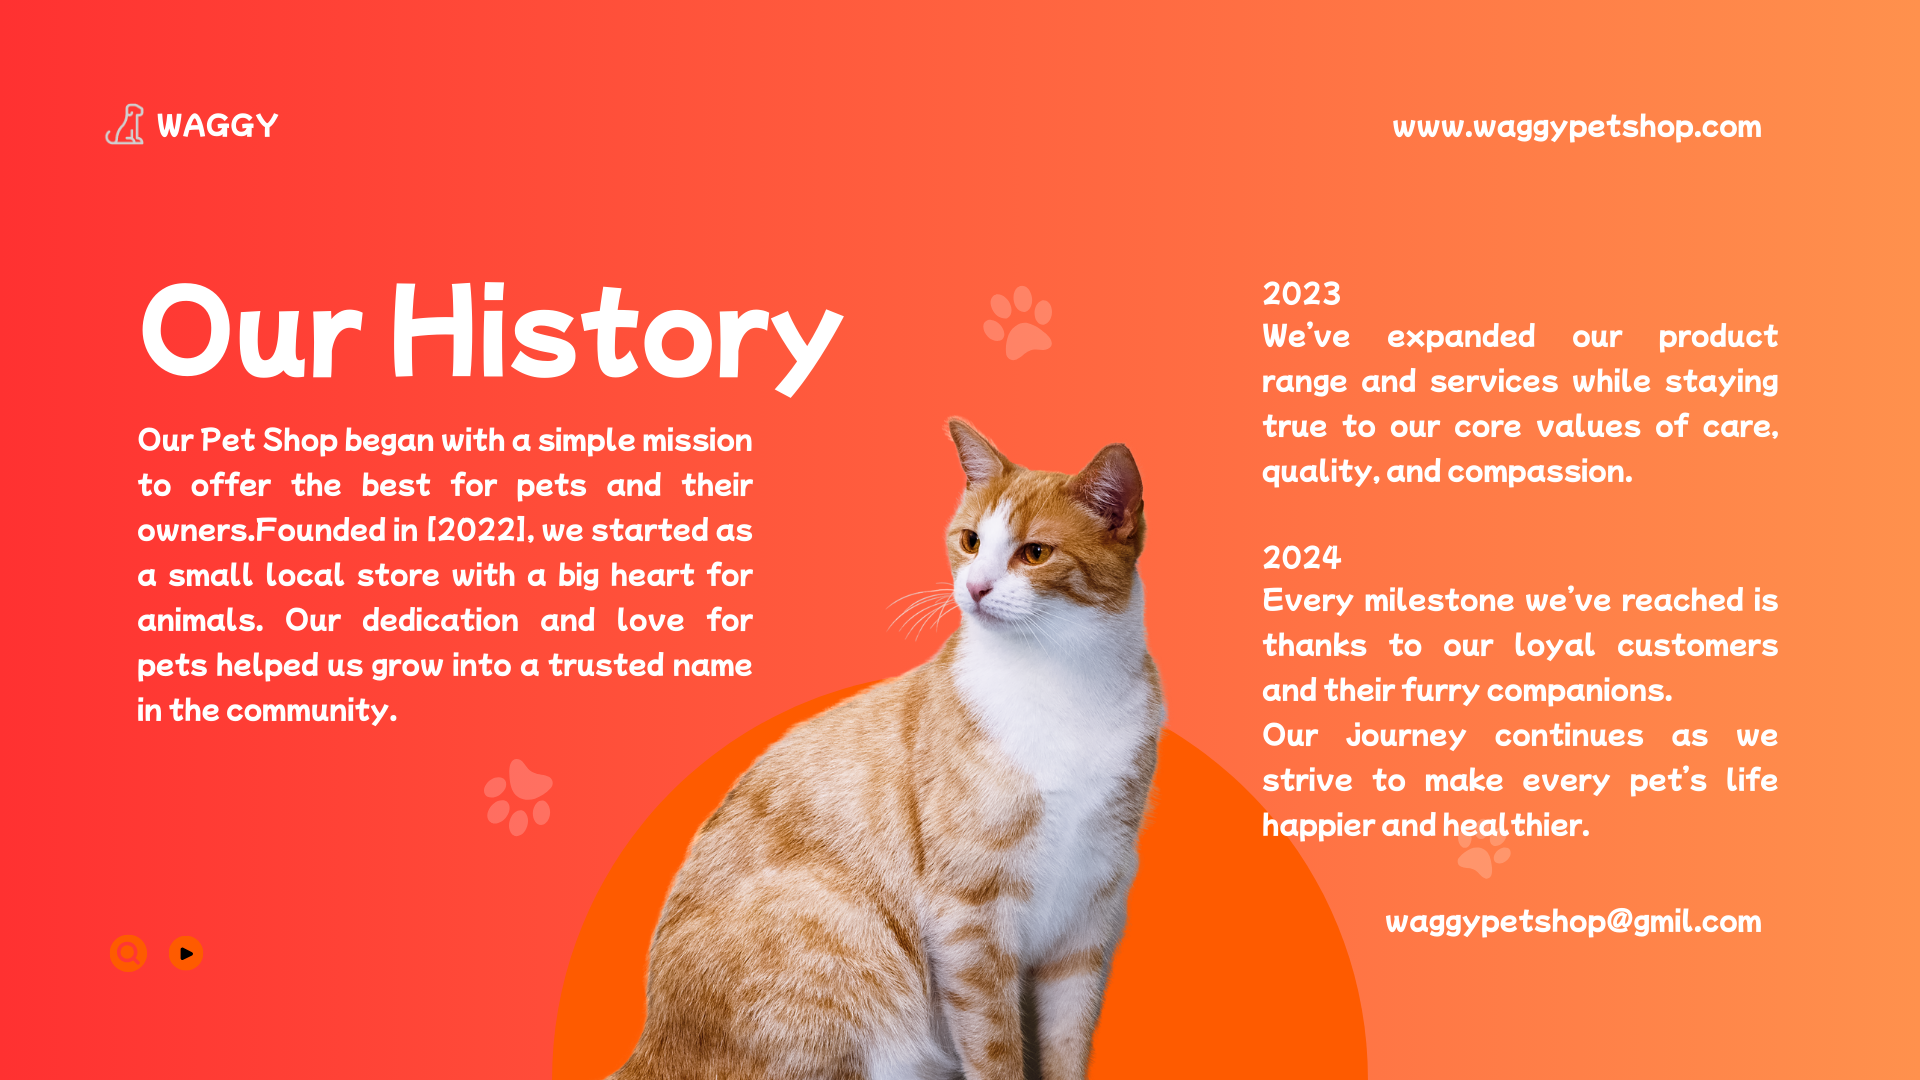 WAGGY
www.waggypetshop.com
Our History
Our Pet Shop began with a simple mission
to offer the best for pets and their
owners.Founded in [2022], we started as
a small local store with a big heart for
animals. Our dedication and love for
pets helped us grow into a trusted name
in the community.
2023
We've expanded our product
range and services while staying
true to our core values of care,
quality, and compassion.
2024
Every milestone we've reached is
thanks to our loyal customers
and their furry companions.
Our journey continues as we
strive to make every pet's life
happier and healthier.
waggypetshop@gmil.com